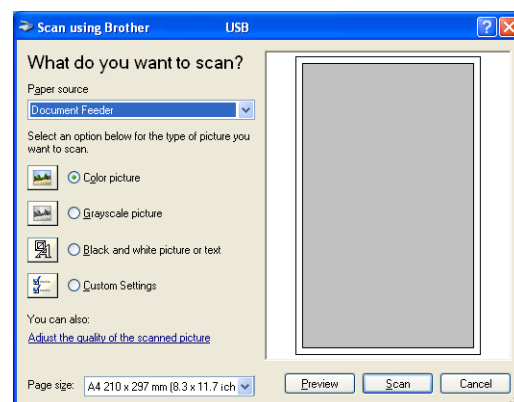 Scan using Brother USB
What do you want to scan?
Paper source
Document Feeder
Select an option below for the type of picture you
want to scan.
Color picture
Grayscale picture
Black and white picture or text
Custom Settings
You can also:
Adjust the quality of the scanned picture
Page size: A4 210 x 297 mm (8.3 x 11.7 ich
Preview Scan Cancel